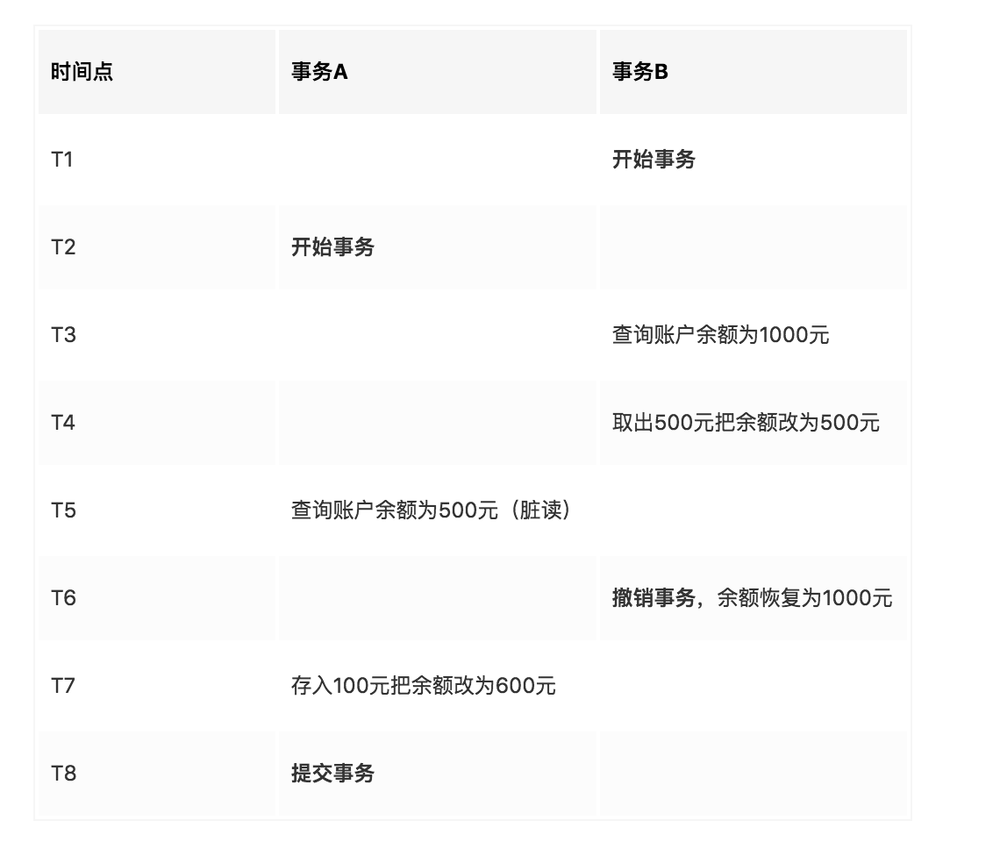 时间点 事务A 事务B
T1 开始事务
T2 开始事务
T3 查询账户余额为1000元
T4 取出500元把余额改为500元
T5 查询账户余额为500元（脏读）
T6 撤销事务，余额恢复为1000元
T7 存入100元把余额改为600元
T8 提交事务